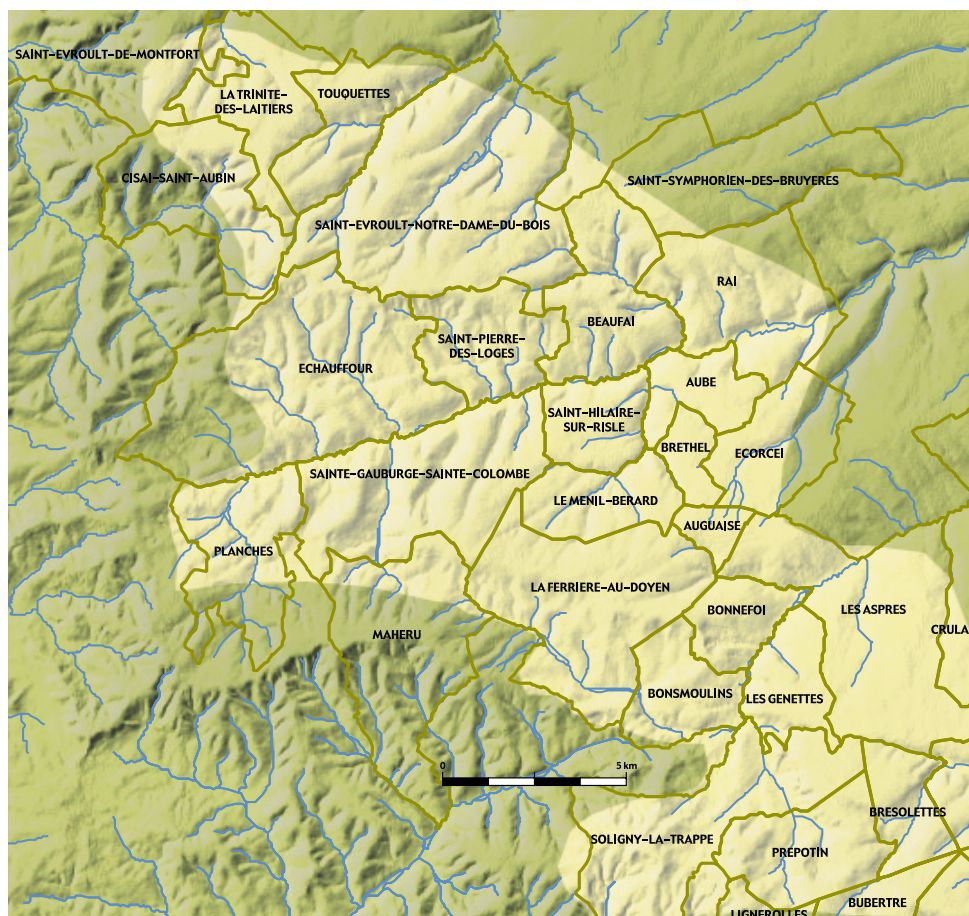 SAINT-EVROULT-DE-MONTFORT
LA TRINITE-
DES-LAITIERS
TOUQUETTES
CISAI-SAINT-AUBIN
SAINT-SYMPHORIEN-DES-BRUYERES
SAINT-EVROULT-NOTRE-DAME-DU-BOIS
RAI
BEAUFAI
SAINT-PIERRE-
DES-LOGES
ECHAUFFOUR
AUBE
SAINT-HILAIRE-
SUR-RISLE
BRETHEL
ECORCEI
SAINTE-GAUBURGE-SAINTE-COLOMBE
LE MENIL-BERARD
AUGUAISE
PLANCHES
LA FERRIERE-AU-DOYEN
BONNEFOI
LES ASPRES
CRULA
MAHERU
BONSMOULINS
LES GENETTES
0
5 km
BRESOLETTES
SOLIGNY-LA-TRAPPE
PREPOTIN
BUBERTRE
LIGNEROLLES